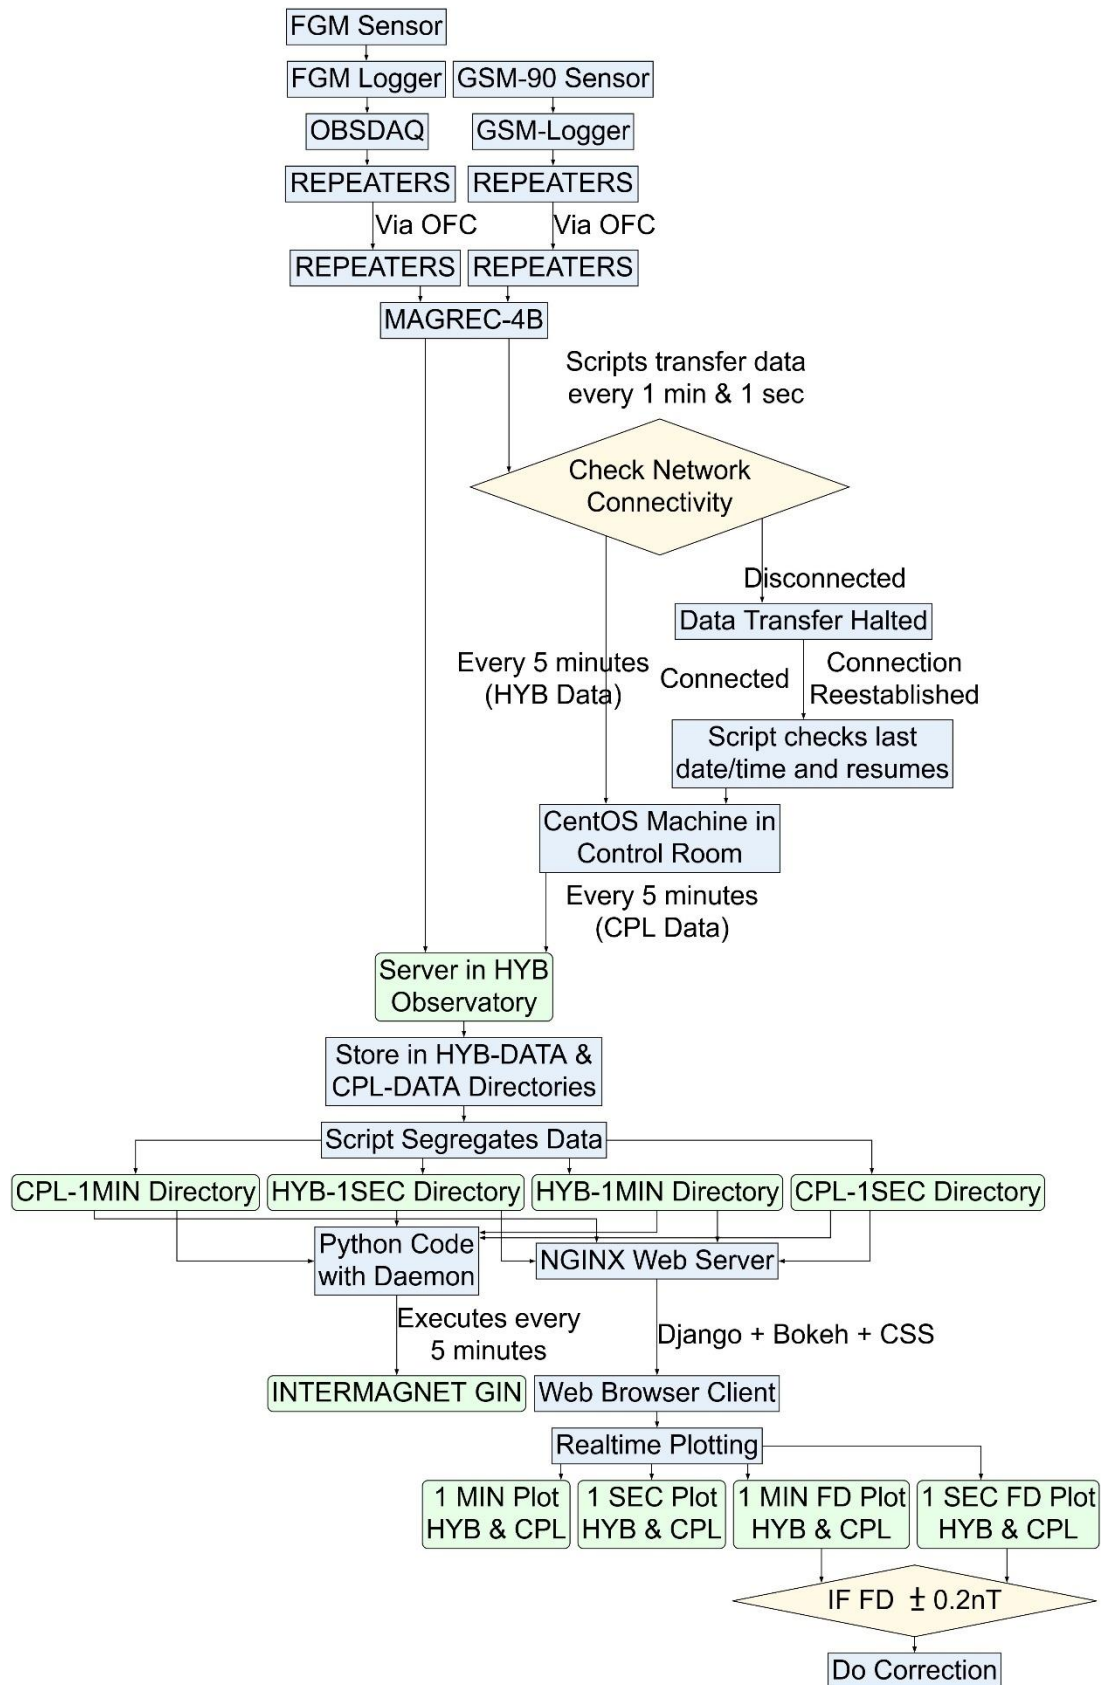 FGM Sensor
FGM Logger
GSM-90 Sensor
OBSDAQ
GSM-Logger
REPEATERS
REPEATERS
Via OFC
Via OFC
REPEATERS
REPEATERS
MAGREC-4B
Scripts transfer data
every 1 min & 1 sec
Check Network
Connectivity
Disconnected
Data Transfer Halted
Every 5 minutes
(HYB Data)
Connected
Connection
Reestablished
Script checks last
date/time and resumes
CentOS Machine in
Control Room
Every 5 minutes
(CPL Data)
Server in HYB
Observatory
Store in HYB-DATA &
CPL-DATA Directories
Script Segregates Data
CPL-1MIN Directory
HYB-1SEC Directory
HYB-1MIN Directory
CPL-1SEC Directory
Python Code
with Daemon
NGINX Web Server
Executes every
5 minutes
Django + Bokeh + CSS
INTERMAGNET GIN
Web Browser Client
Realtime Plotting
1 MIN Plot
HYB & CPL
1 SEC Plot
HYB & CPL
1 MIN FD Plot
HYB & CPL
1 SEC FD Plot
HYB & CPL
IF FD ± 0.2nT
Do Correction